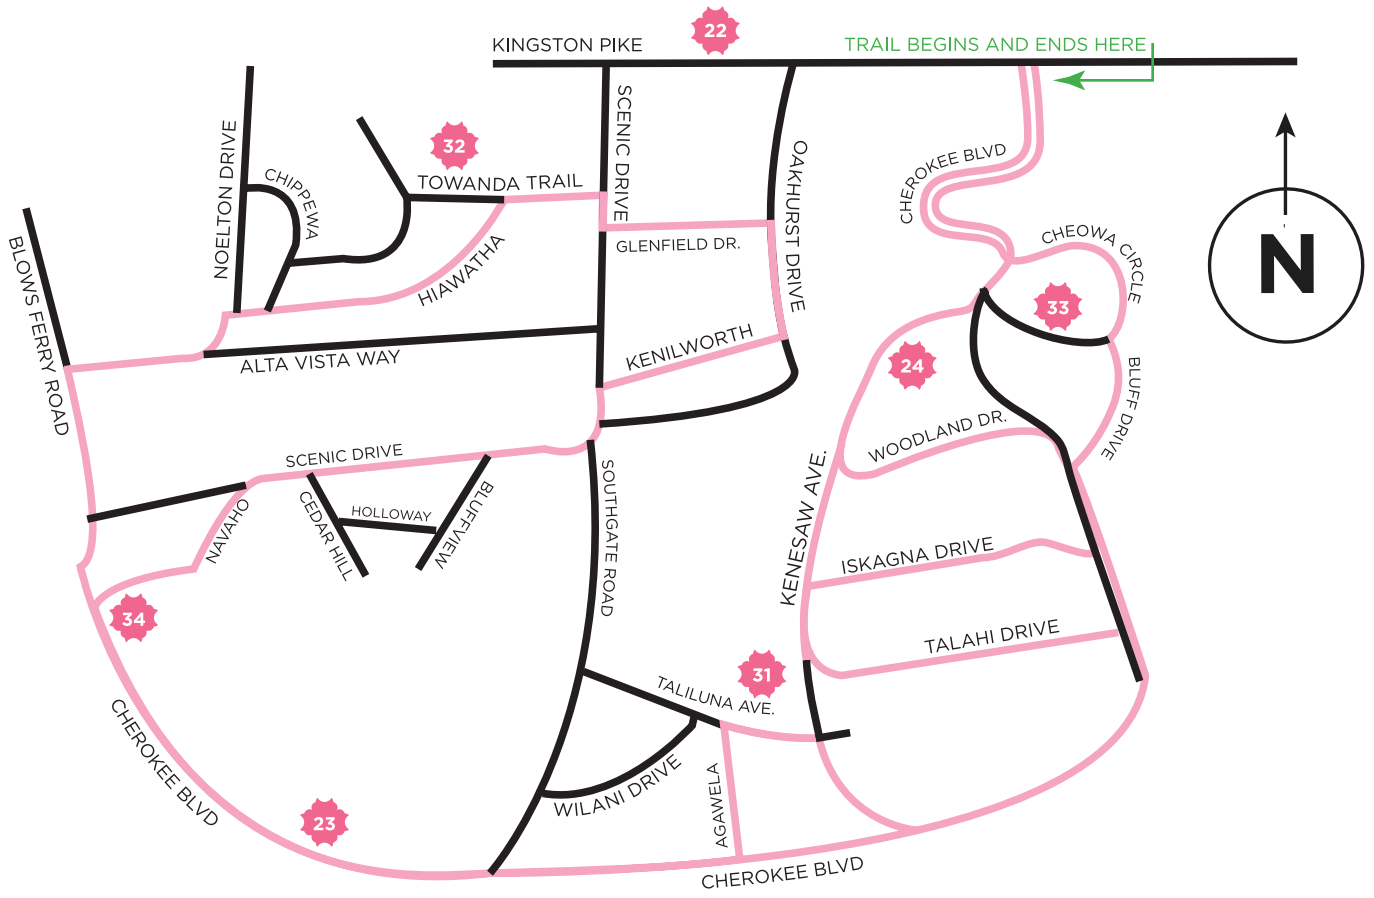 22
KINGSTON PIKE
TRAIL BEGINS AND ENDS HERE
SCENIC DRIVE
32
NOELTON DRIVE
CHIPPEWA
TOWANDA TRAIL
OAKHURST DRIVE
CHEROKEE BLVD
GLENFIELD DR.
CHEOWA CIRCLE
N
BLOWS FERRY ROAD
HIAWATHA
33
ALTA VISTA WAY
KENILWORTH
24
BLUFF DRIVE
WOODLAND DR.
SCENIC DRIVE
CEDAR HILL
HOLLOWAY
BLUFFVIEW
NAVAHO
SOUTHGATE ROAD
KENESAW AVE.
ISKAGNA DRIVE
34
TALAHI DRIVE
31
TALILUNA AVE.
CHEROKEE BLVD
WILANI DRIVE
AGAWELA
23
CHEROKEE BLVD